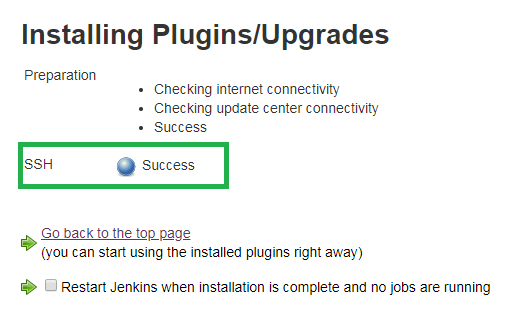 Installing Plugins/Upgrades
Preparation
Checking internet connectivity
Checking update center connectivity
Success
SSH Success
Go back to the top page
(you can start using the installed plugins right away)
Restart Jenkins when installation is complete and no jobs are running